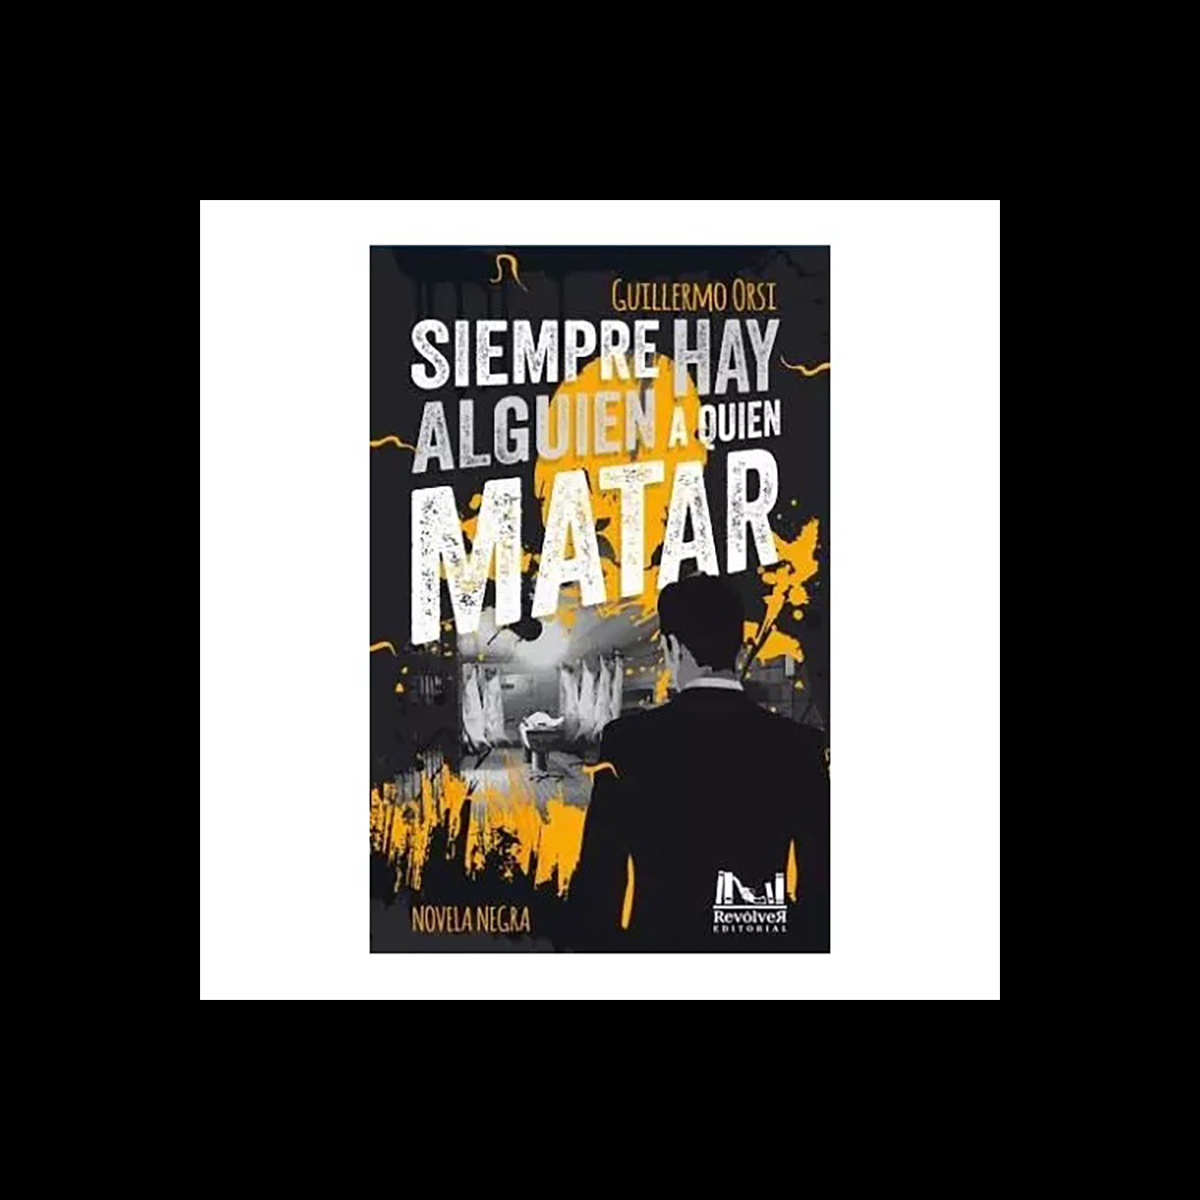 GUILLERMO ORSI
SIEMPRE HAY
ALGUIEN A QUIEN
MATAR
NOVELA NEGRA
RevólveR
EDITORIAL